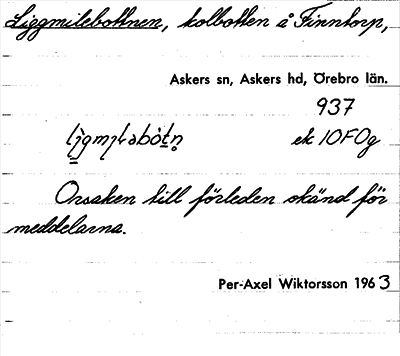 Liggmilebottnen, kolbotten å Finntorp,
Askers sn, Askers hd, Örebro län.
937
ek 10F0g
Orsaken till förleden okänd för
meddelarna.
Per-Axel Wiktorsson 1963